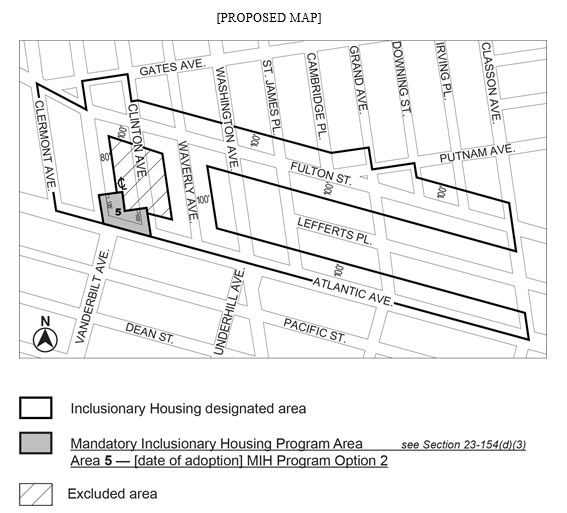 [PROPOSED MAP]
GATES AVE.
CLERMONT AVE.
CLINTON AVE.
WAVERLY AVE.
WASHINGTON AVE.
ST. JAMES PL.
CAMBRIDGE PL.
GRAND AVE.
DOWNING ST.
IRVING PL.
CLASSON AVE.
PUTNAM AVE.
FULTON ST.
LEFFERTS PL.
ATLANTIC AVE.
VANDERBILT AVE.
UNDERHILL AVE.
DEAN ST.
PACIFIC ST.
100'
80'
100'
100'
100'
100'
100'
5
N
Inclusionary Housing designated area
Mandatory Inclusionary Housing Program Area see Section 23-154(d)(3)
Area 5 — [date of adoption] MIH Program Option 2
Excluded area